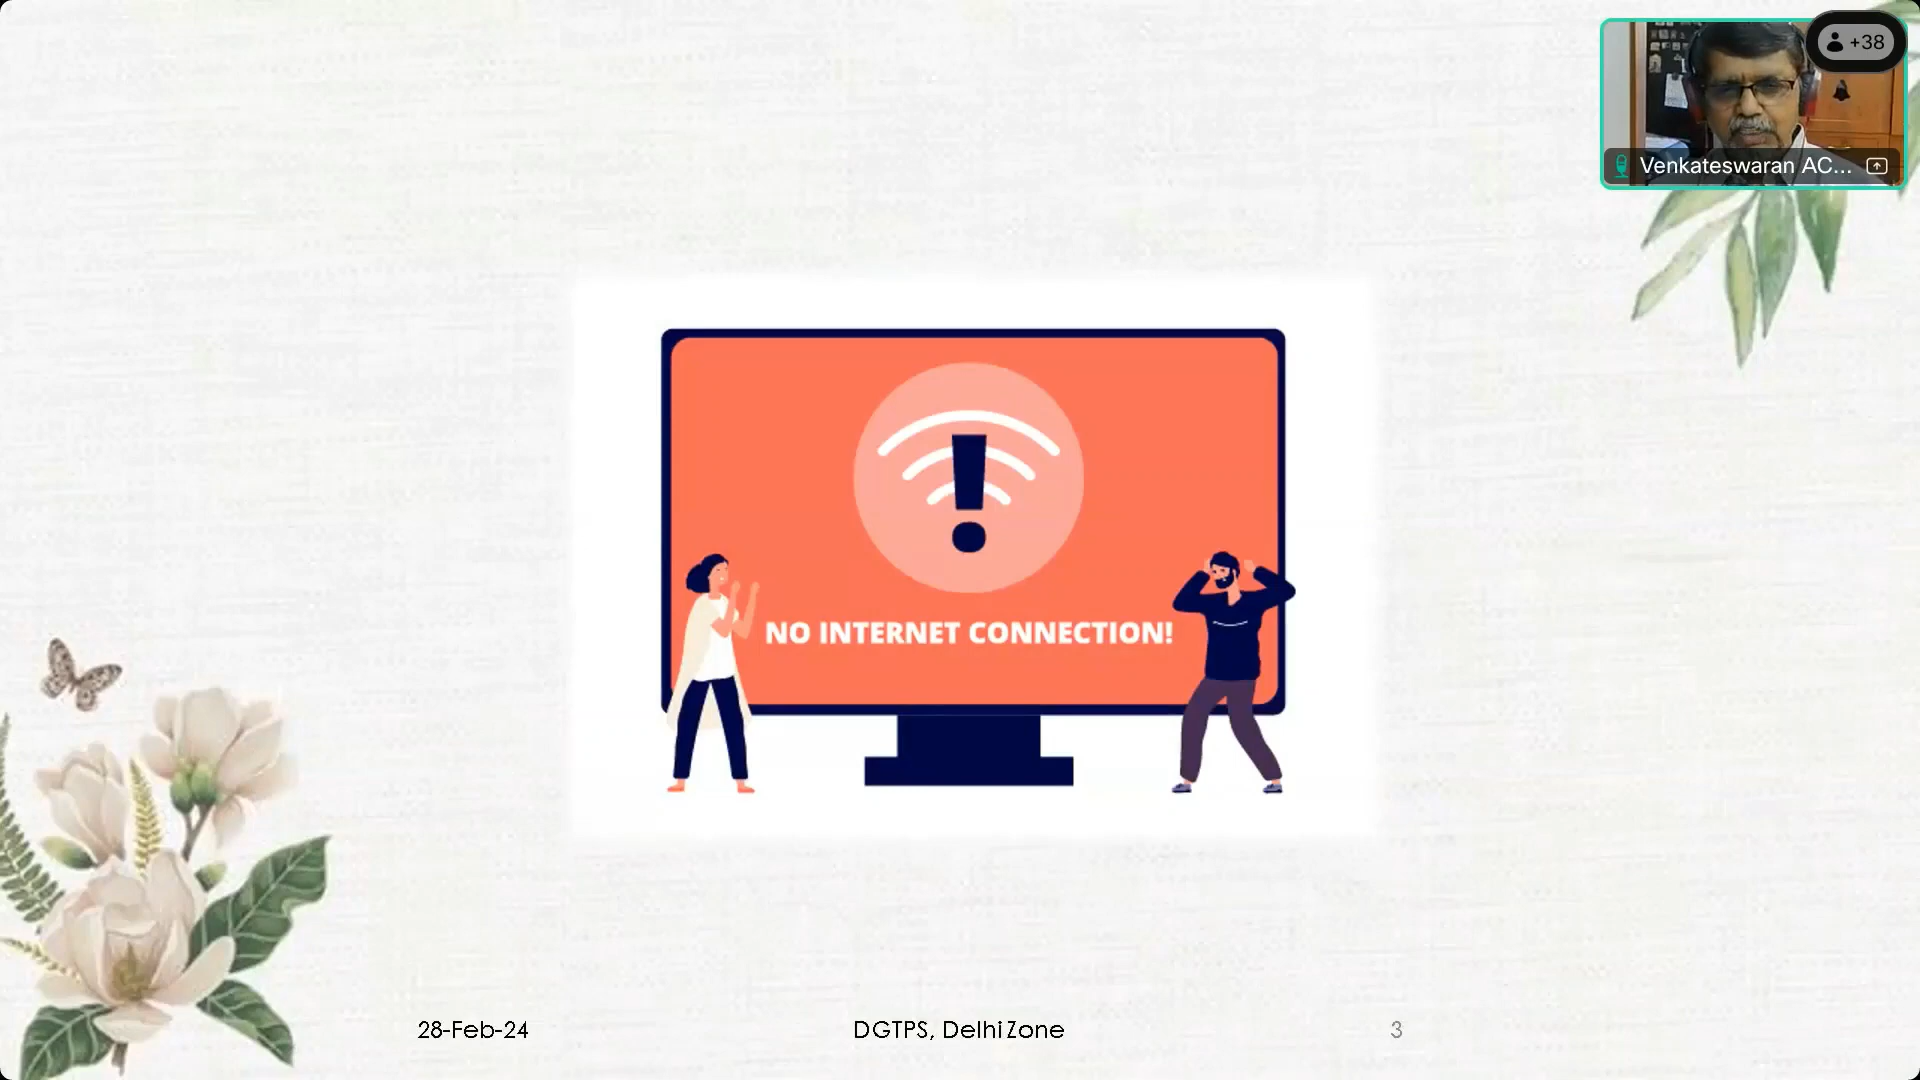 +38
Venkateswaran AC...
NO INTERNET CONNECTION!
28-Feb-24
DGTPS, Delhi Zone
3